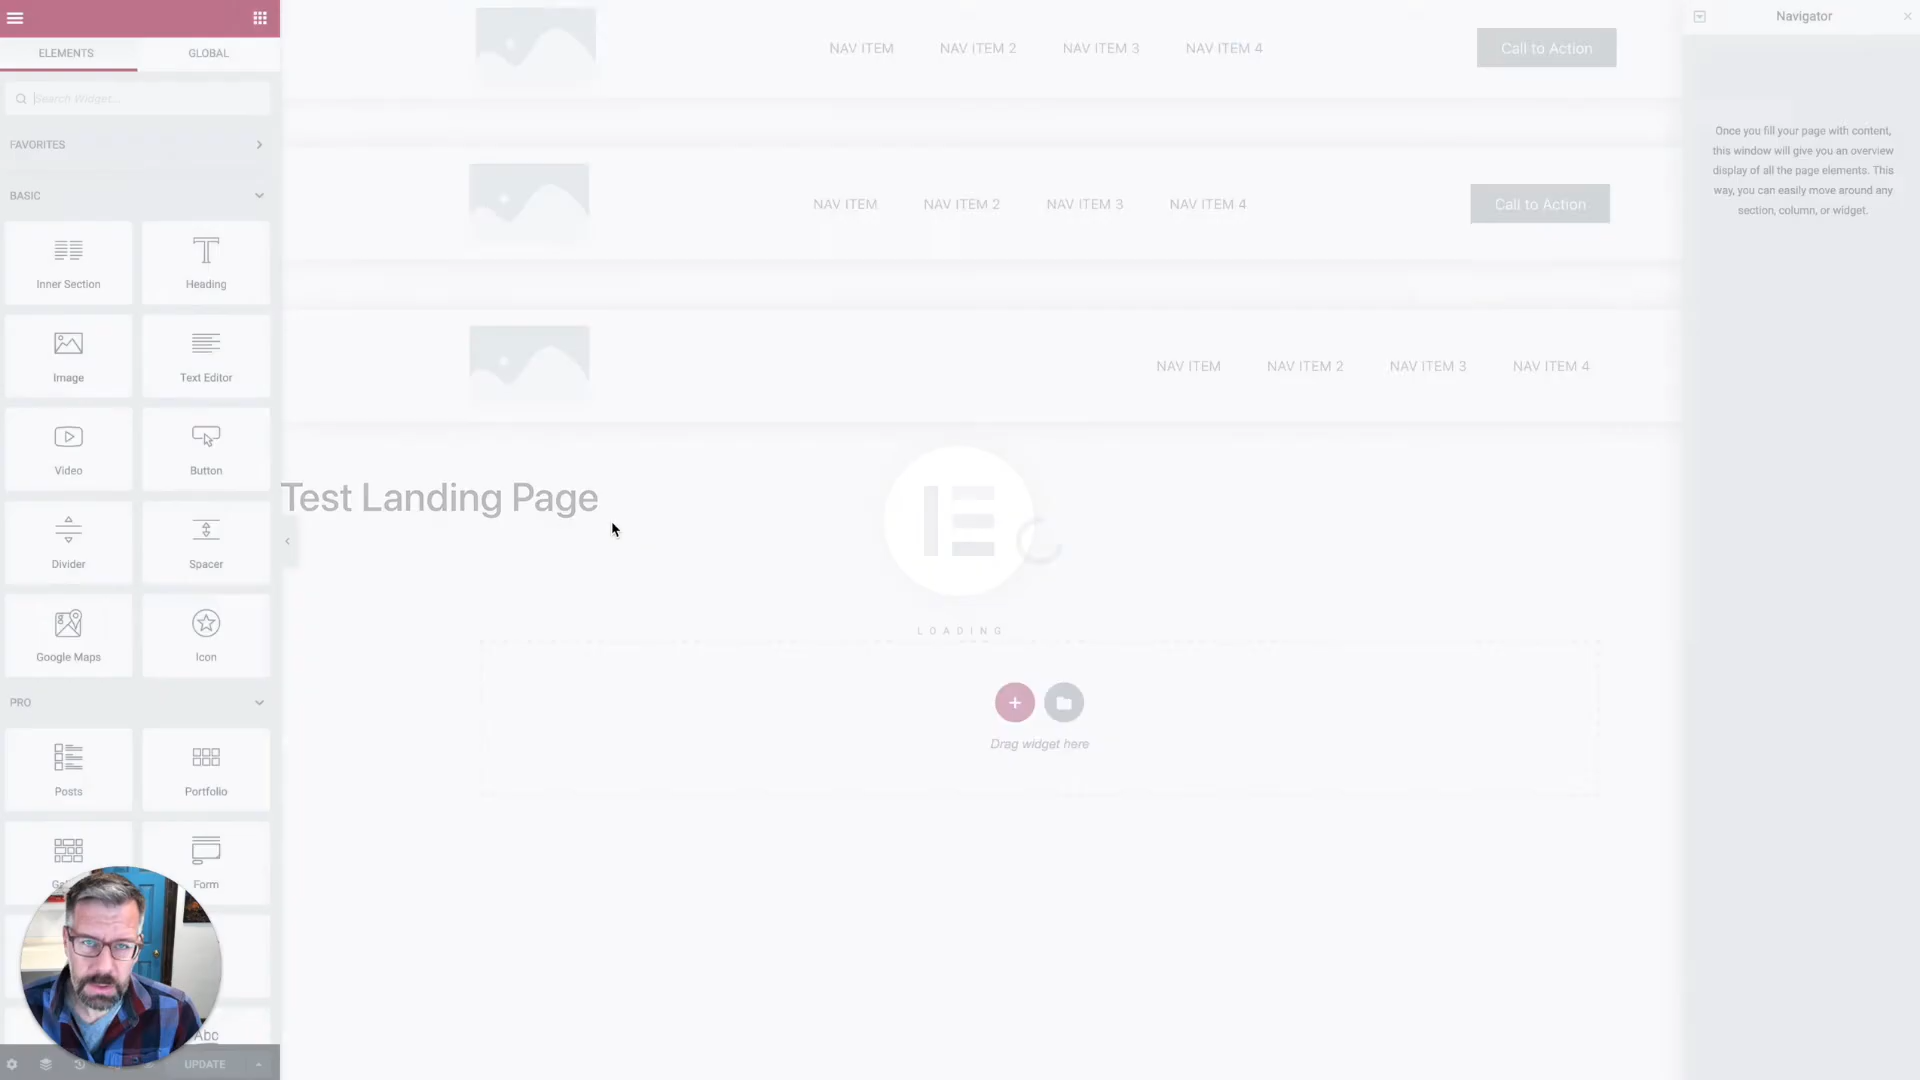 ELEMENTS
GLOBAL
Search Widget...
FAVORITES
BASIC
Inner Section
Heading
Image
Text Editor
Video
Button
Divider
Spacer
Google Maps
Icon
PRO
Posts
Portfolio
Form
Abc
UPDATE
NAV ITEM
NAV ITEM 2
NAV ITEM 3
NAV ITEM 4
Call to Action
NAV ITEM
NAV ITEM 2
NAV ITEM 3
NAV ITEM 4
Call to Action
NAV ITEM
NAV ITEM 2
NAV ITEM 3
NAV ITEM 4
Test Landing Page
LOADING
Drag widget here
Navigator
Once you fill your page with content,
this window will give you an overview
display of all the page elements. This
way, you can easily move around any
section, column, or widget.